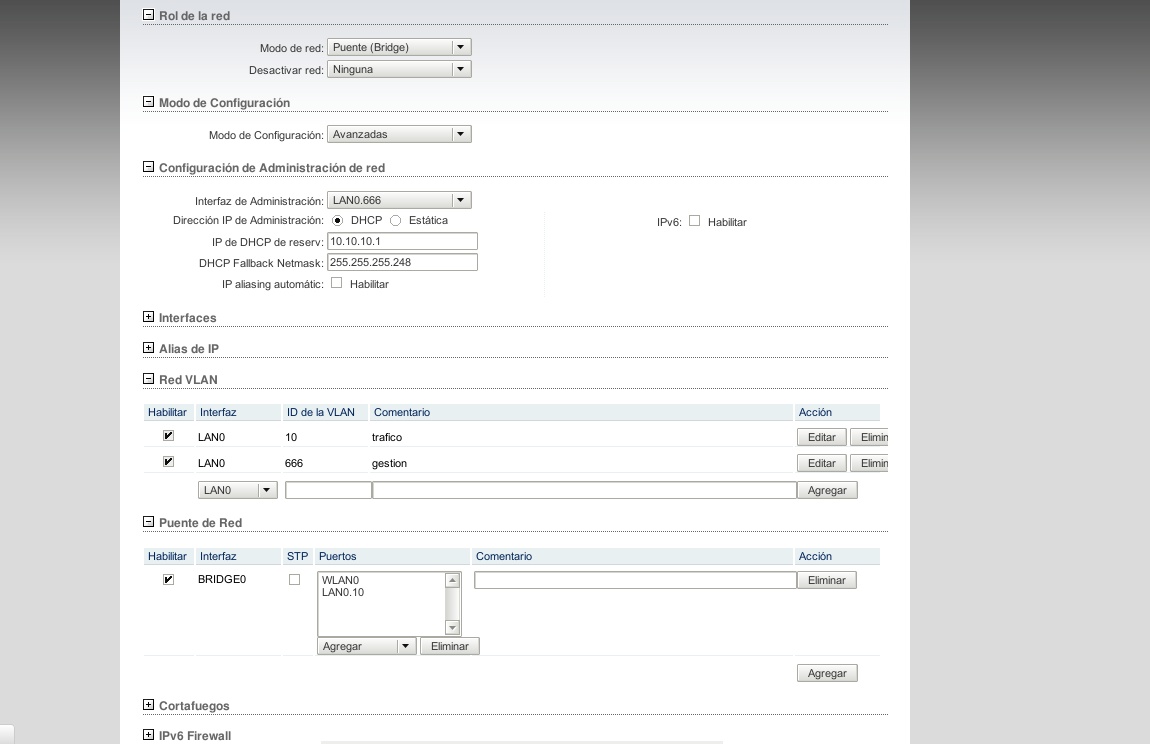 Rol de la red
Modo de red: Puente (Bridge)
Desactivar red: Ninguna
Modo de Configuración
Modo de Configuración: Avanzadas
Configuración de Administración de red
Interfaz de Administración: LAN0.666
Dirección IP de Administración: DHCP Estática IPv6: Habilitar
IP de DHCP de reserv: 10.10.10.1
DHCP Fallback Netmask: 255.255.255.248
IP aliasing automátic: Habilitar
Interfaces
Alias de IP
Red VLAN
Habilitar Interfaz ID de la VLAN Comentario Acción
LAN0 10 trafico Editar Elimin
LAN0 666 gestion Editar Elimin
LAN0 Agregar
Puente de Red
Habilitar Interfaz STP Puertos Comentario Acción
BRIDGE0 WLAN0 Eliminar
LAN0.10
Agregar Eliminar
Agregar
Cortafuegos
IPv6 Firewall